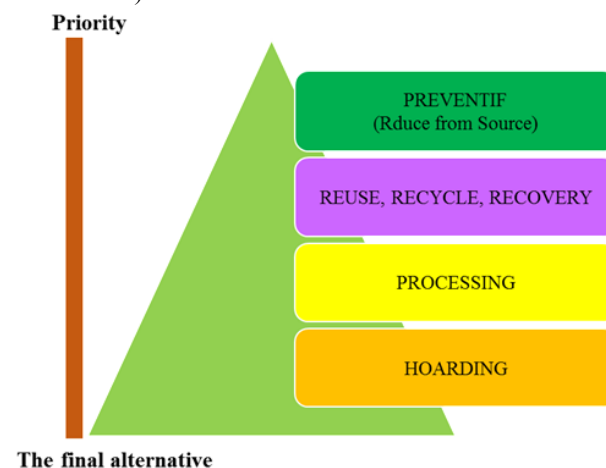 Priority
PREVENTIF
(Rduce from Source)
REUSE, RECYCLE, RECOVERY
PROCESSING
HOARDING
The final alternative